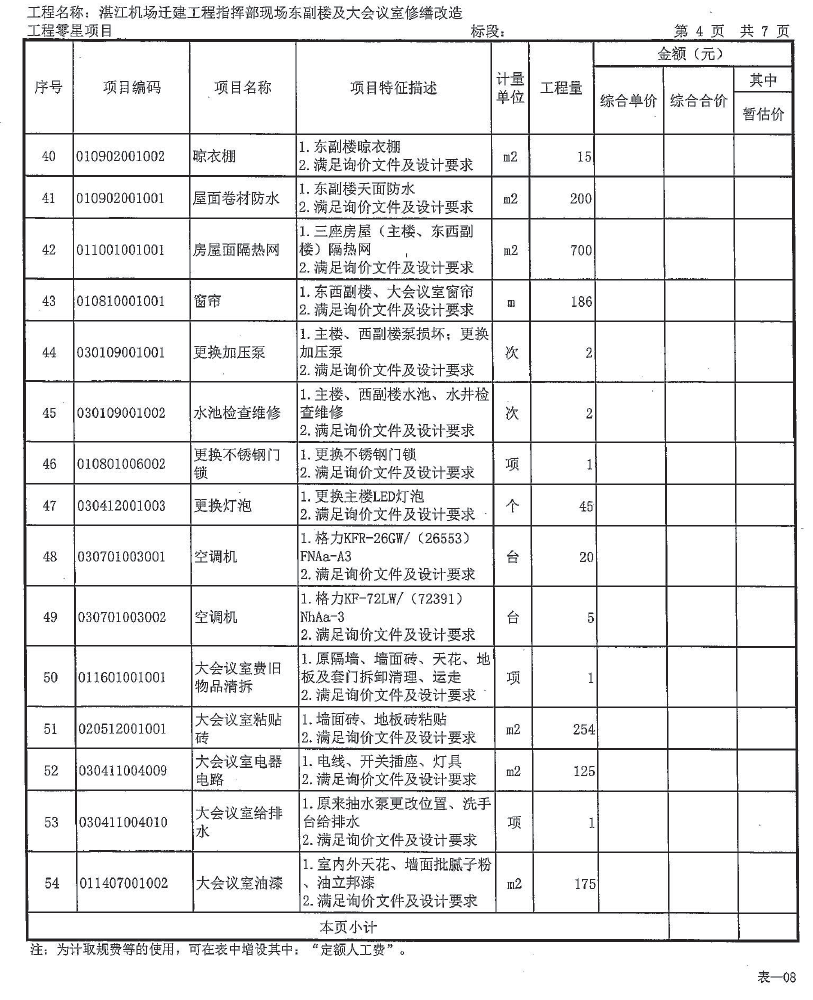 工程名称：湛江机场迁建工程指挥部现场东副楼及大会议室修缮改造
工程零星项目 标段： 第 4 页 共 7 页
序号 项目编码 项目名称 项目特征描述 计量单位 工程量 金额（元）
综合单价 综合合价 其中
暂估价
40 010902001002 晾衣棚 1.东副楼晾衣棚
2.满足询价文件及设计要求 m2 15
41 010902001001 屋面卷材防水 1.东副楼天面防水
2.满足询价文件及设计要求 m2 200
42 011001001001 房屋面隔热网 1.三座房屋（主楼、东西副
楼）隔热网
2.满足询价文件及设计要求 m2 700
43 010810001001 窗帘 1.东西副楼、大会议室窗帘
2.满足询价文件及设计要求 m 186
44 030109001001 更换加压泵 1.主楼、西副楼泵损坏；更换
加压泵
2.满足询价文件及设计要求 次 2
45 030109001002 水池检查维修 1.主楼、西副楼水池、水井检
查维修
2.满足询价文件及设计要求 次 2
46 010801006002 更换不锈钢门
锁 1.更换不锈钢门锁
2.满足询价文件及设计要求 项 1
47 030412001003 更换灯泡 1.更换主楼LED灯泡
2.满足询价文件及设计要求 个 45
48 030701003001 空调机 1.格力KFR-26GW/（26553）
FNAa-A3
2.满足询价文件及设计要求 台 20
49 030701003002 空调机 1.格力KF-72LW/（72391）
NhAa-3
2.满足询价文件及设计要求 台 5
50 011601001001 大会议室费旧
物品清拆 1.原隔墙、墙面砖、天花、地
板及套门拆卸清理、运走
2.满足询价文件及设计要求 项 1
51 020512001001 大会议室粘贴
砖 1.墙面砖、地板砖粘贴
2.满足询价文件及设计要求 m2 254
52 030411004009 大会议室电器
电路 1.电线、开关插座、灯具
2.满足询价文件及设计要求 m2 125
53 030411004010 大会议室给排
水 1.原来抽水泵更改位置、洗手
台给排水
2.满足询价文件及设计要求 项 1
54 011407001002 大会议室油漆 1.室内外天花、墙面批腻子粉
、油立邦漆
2.满足询价文件及设计要求 m2 175
本页小计
注：为计取规费等的使用，可在表中增设其中：“定额人工费”。
表—08